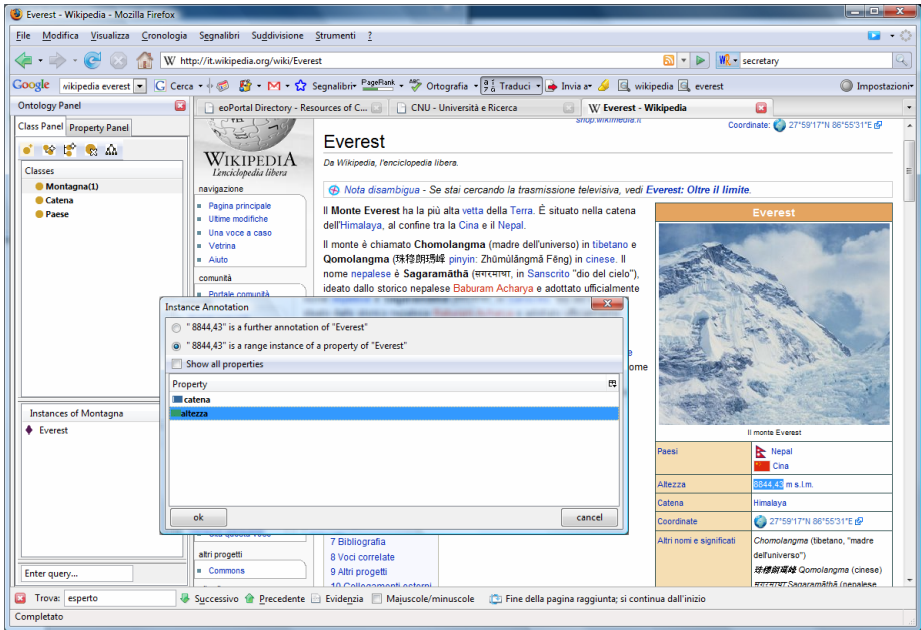 Everest - Wikipedia - Mozilla Firefox
File Modifica Visualizza Cronologia Segnalibri Suddivisione Strumenti ?
http://it.wikipedia.org/wiki/Everest
secretary
Google wikipedia everest Cerca Segnalibri PageRank Ortografia Traduci Invia a wikipedia everest Impostazioni
Ontology Panel
eoPortal Directory - Resources of C... CNU - Università e Ricerca Everest - Wikipedia
Class Panel Property Panel
Classes
Montagna(1)
Catena
Paese
Instances of Montagna
Everest
Enter query...
WIKIPEDIA
L'enciclopedia libera
navigazione
Pagina principale
Ultime modifiche
Una voce a caso
Vetrina
Aiuto
comunità
Portale comunità
altri progetti
Commons
shop.wikimedia.it
Coordinate: 27°59'17"N 86°55'31"E
Everest
Da Wikipedia, l'enciclopedia libera.
Nota disambigua - Se stai cercando la trasmissione televisiva, vedi Everest: Oltre il limite.
Il Monte Everest ha la più alta vetta della Terra. È situato nella catena
dell'Himalaya, al confine tra la Cina e il Nepal.
Il monte è chiamato Chomolangma (madre dell'universo) in tibetano e
Qomolangma (pinyin: Zhūmùlǎngmǎ Fēng) in cinese. Il
nome nepalese è Sagaramāthā (सगरमाथा, in Sanscrito "dio del cielo"),
ideato dallo storico nepalese Baburam Acharya e adottato ufficialmente
Instance Annotation
" 8844,43" is a further annotation of "Everest"
" 8844,43" is a range instance of a property of "Everest"
Show all properties
Property
catena
altezza
ok cancel
7 Bibliografia
8 Voci correlate
9 Altri progetti
10 Collegamenti esterni
Everest
Il monte Everest
Paesi Nepal
Cina
Altezza 8844,43 m s.l.m.
Catena Himalaya
Coordinate 27°59'17"N 86°55'31"E
Altri nomi e significati Chomolangma (tibetano, "madre
dell'universo")
Qomolangma (cinese)
Sagaramāthā (nepalese
Trova: esperto Successivo Precedente Evidenzia Maiuscole/minuscole Fine della pagina raggiunta; si continua dall'inizio
Completato